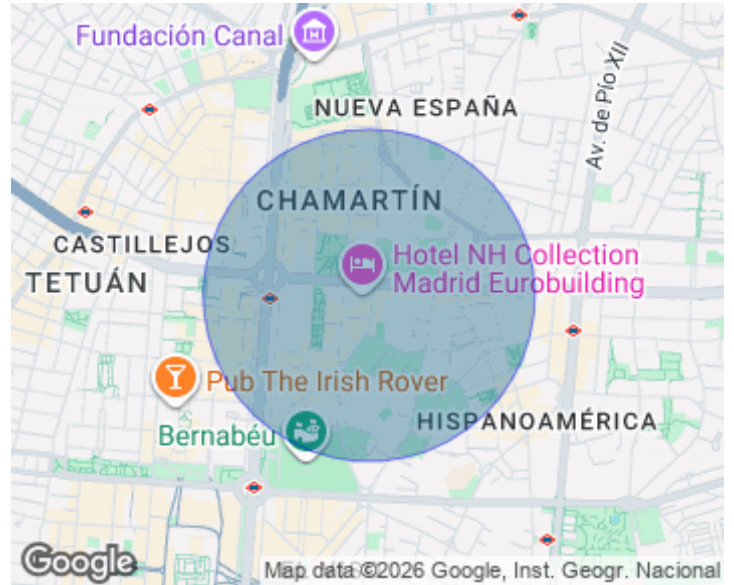 Fundación Canal
NUEVA ESPAÑA
Av. de Pío XII
CHAMARTÍN
CASTILLEJOS
TETUÁN
Hotel NH Collection
Madrid Eurobuilding
Pub The Irish Rover
Bernabéu
HISPANOAMÉRICA
Google
Map data ©2026 Google, Inst. Geogr. Nacional